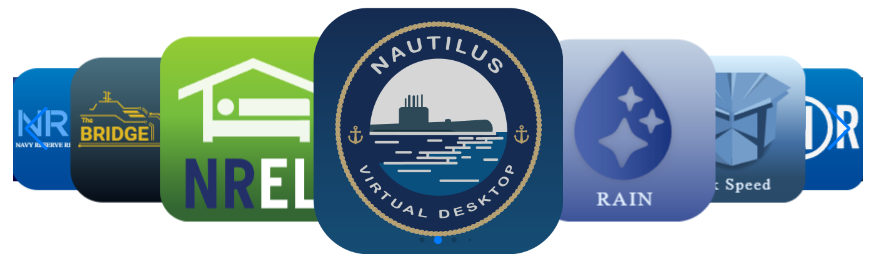 NR
NAVY RESERVE
The
BRIDGE
NREL
NAUTILUS
VIRTUAL DESKTOP
RAIN
Speed
R